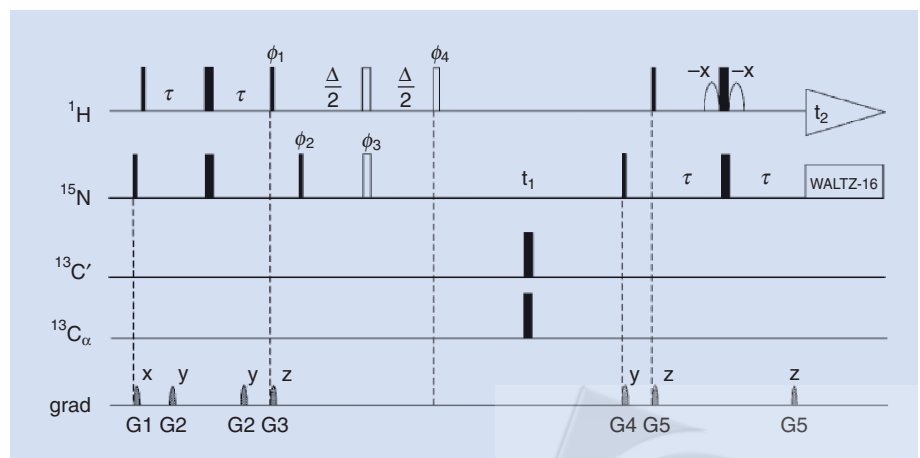 ϕ1 ϕ4
¹H τ τ Δ/2 Δ/2 –x –x t2
ϕ2 ϕ3
¹⁵N t1 τ τ WALTZ-16
¹³C′
¹³Cα
grad x y y z y z z
G1 G2 G2 G3 G4 G5 G5